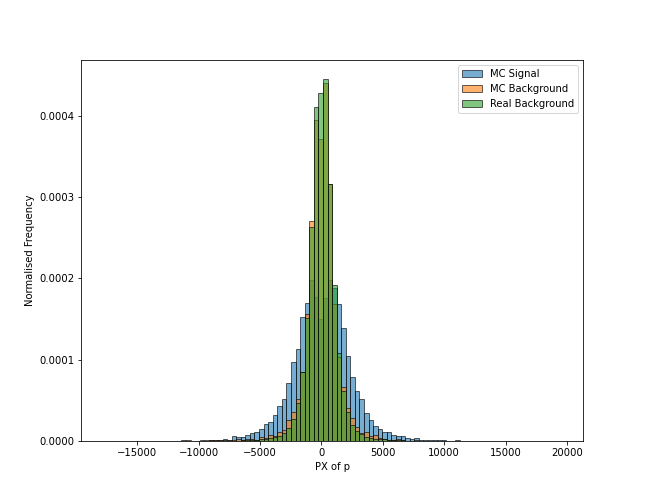 MC Signal
MC Background
Real Background
Normalised Frequency
0.0004
0.0003
0.0002
0.0001
0.0000
−15000 −10000 −5000 0 5000 10000 15000 20000
PX of p